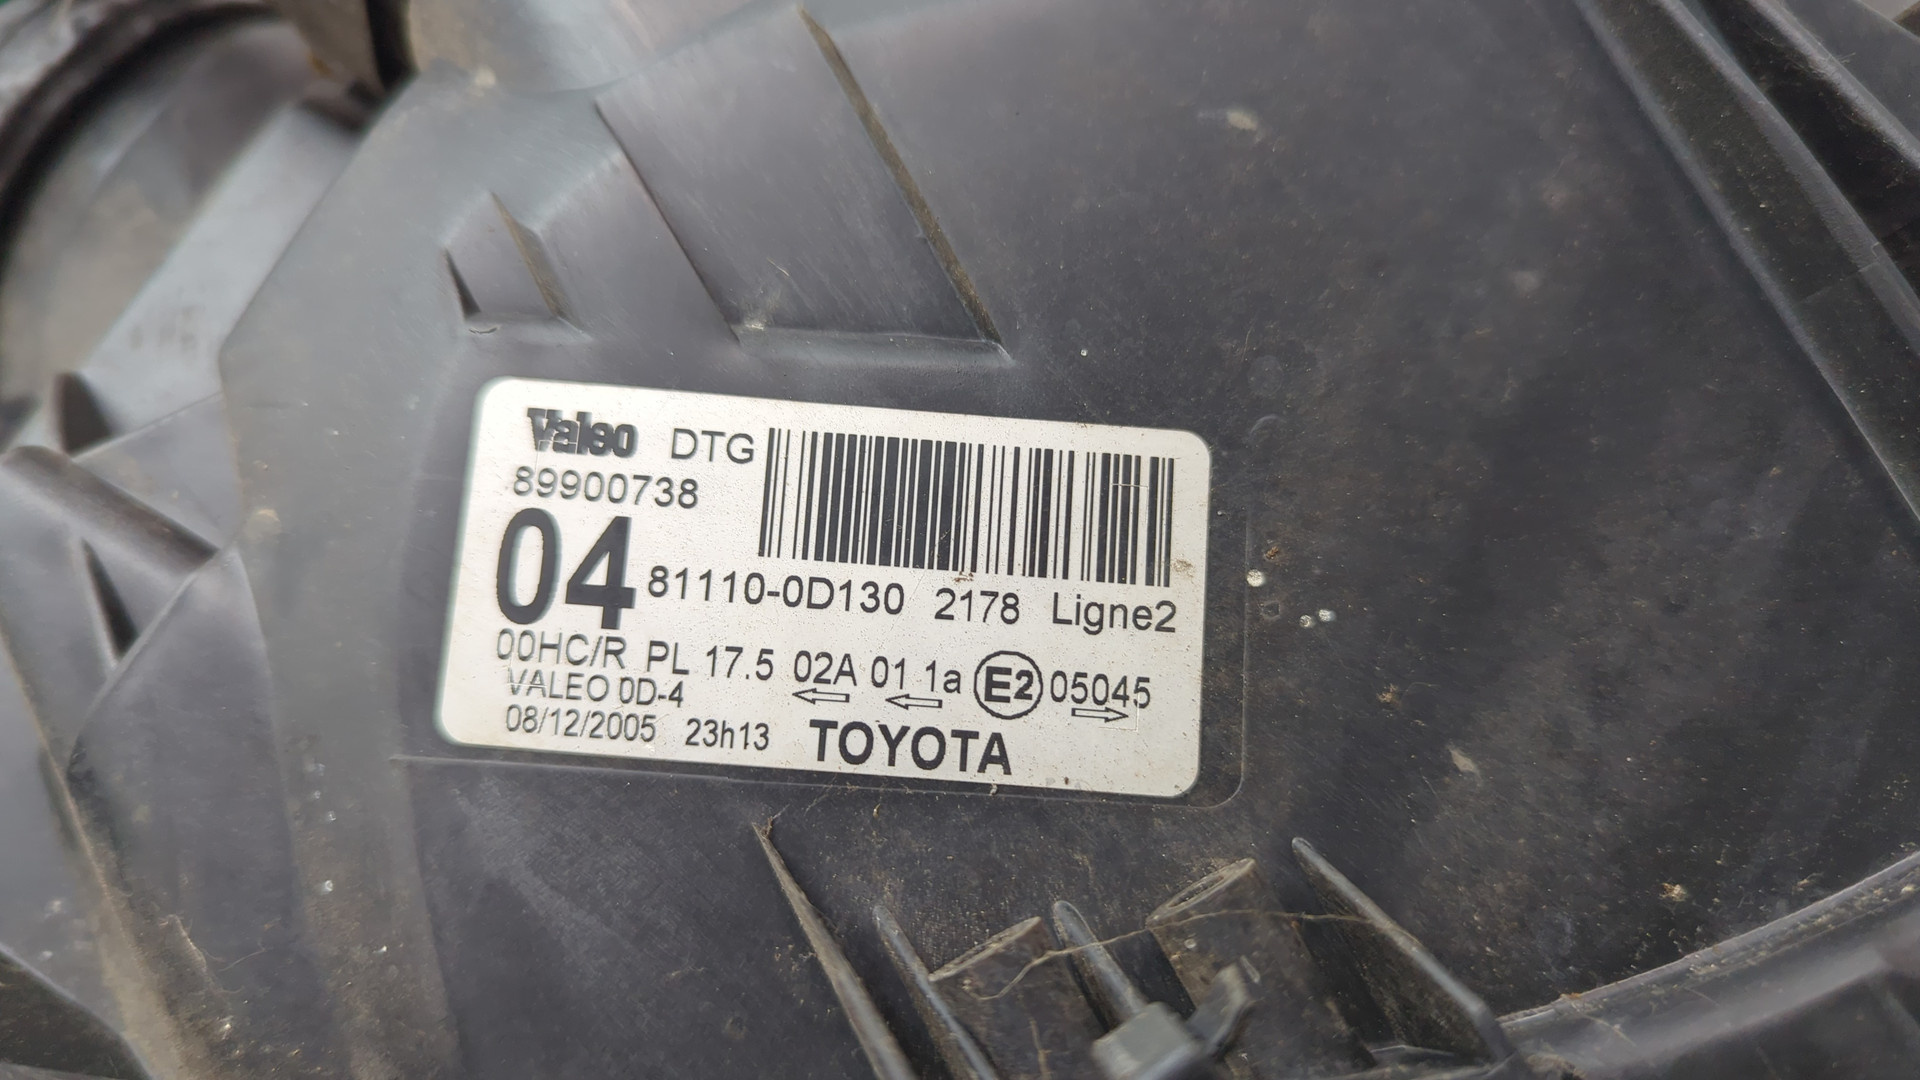 Valeo DTG
89900738
04 81110-0D130 2178 Ligne2
00HC/R PL 17.5 02A 01 1a E2 05045
VALEO 0D-4
08/12/2005 23h13 TOYOTA